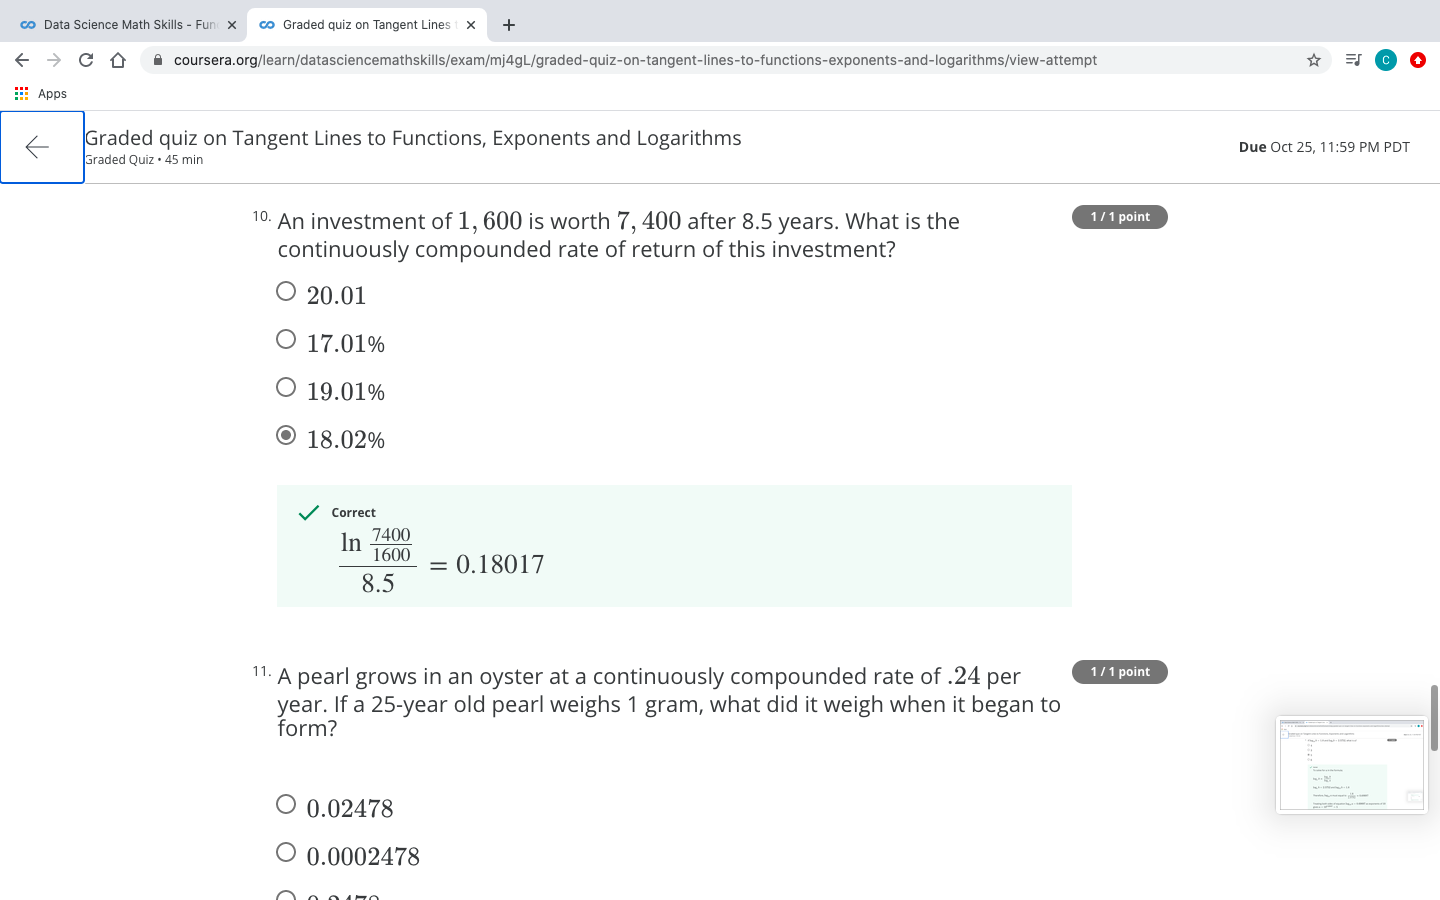 Data Science Math Skills - Fun
Graded quiz on Tangent Lines
coursera.org/learn/datasciencemathskills/exam/mj4gL/graded-quiz-on-tangent-lines-to-functions-exponents-and-logarithms/view-attempt
C
Apps
Graded quiz on Tangent Lines to Functions, Exponents and Logarithms
Graded Quiz • 45 min
Due Oct 25, 11:59 PM PDT
10. An investment of 1,600 is worth 7,400 after 8.5 years. What is the
continuously compounded rate of return of this investment?
1 / 1 point
20.01
17.01%
19.01%
18.02%
Correct
ln 7400/1600 / 8.5 = 0.18017
11. A pearl grows in an oyster at a continuously compounded rate of .24 per
year. If a 25-year old pearl weighs 1 gram, what did it weigh when it began to
form?
1 / 1 point
0.02478
0.0002478